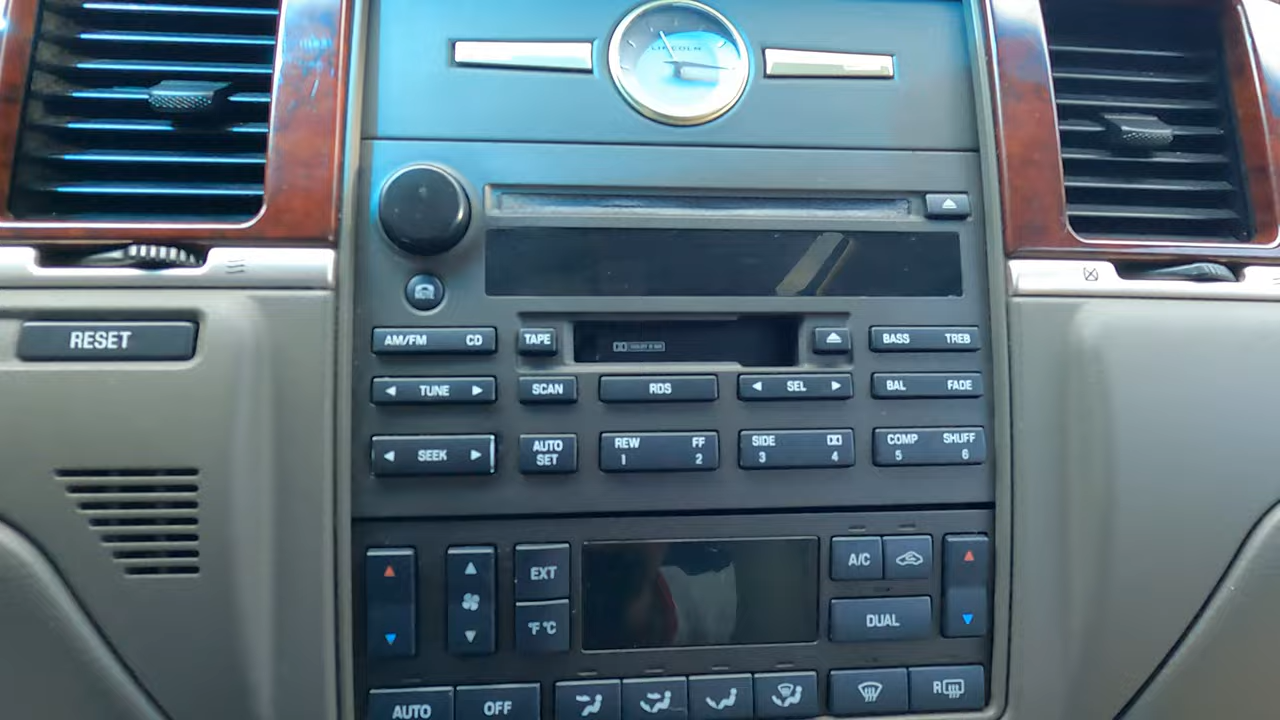 LINCOLN
RESET
AM/FM CD
TAPE
BASS TREB
TUNE
SCAN
RDS
SEL
BAL FADE
SEEK
AUTO SET
REW FF
1 2
SIDE
3 4
COMP SHUFF
5 6
EXT
°F °C
A/C
DUAL
AUTO
OFF
R